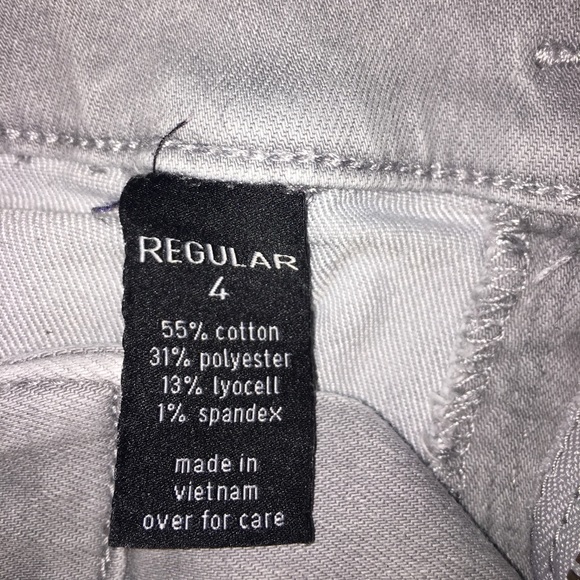 REGULAR
4
55% cotton
31% polyester
13% lyocell
1% spandex
made in
vietnam
over for care